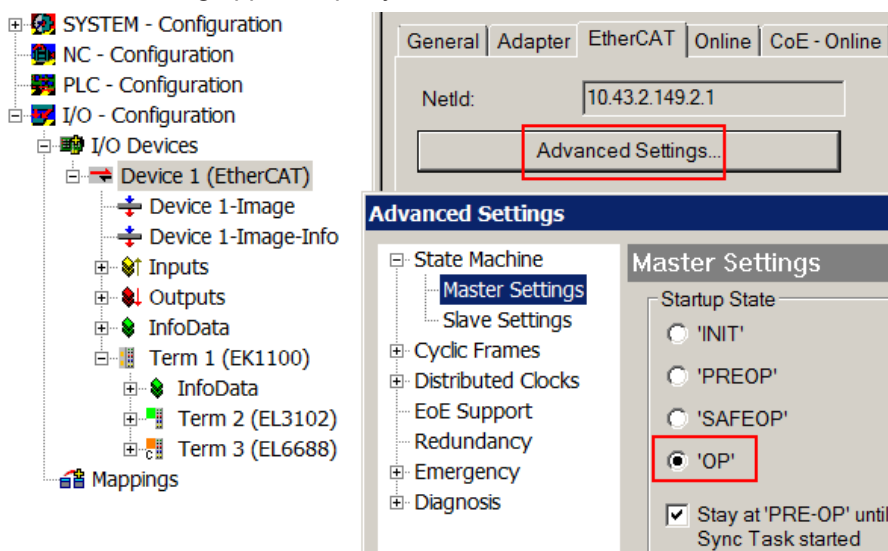 SYSTEM - Configuration
NC - Configuration
PLC - Configuration
I/O - Configuration
I/O Devices
Device 1 (EtherCAT)
Device 1-Image
Device 1-Image-Info
Inputs
Outputs
InfoData
Term 1 (EK1100)
InfoData
Term 2 (EL3102)
Term 3 (EL6688)
Mappings
General Adapter EtherCAT Online CoE - Online
NetId: 10.43.2.149.2.1
Advanced Settings...
Advanced Settings
State Machine
Master Settings
Slave Settings
Cyclic Frames
Distributed Clocks
EoE Support
Redundancy
Emergency
Diagnosis
Master Settings
Startup State
'INIT'
'PREOP'
'SAFEOP'
'OP'
Stay at 'PRE-OP' until
Sync Task started